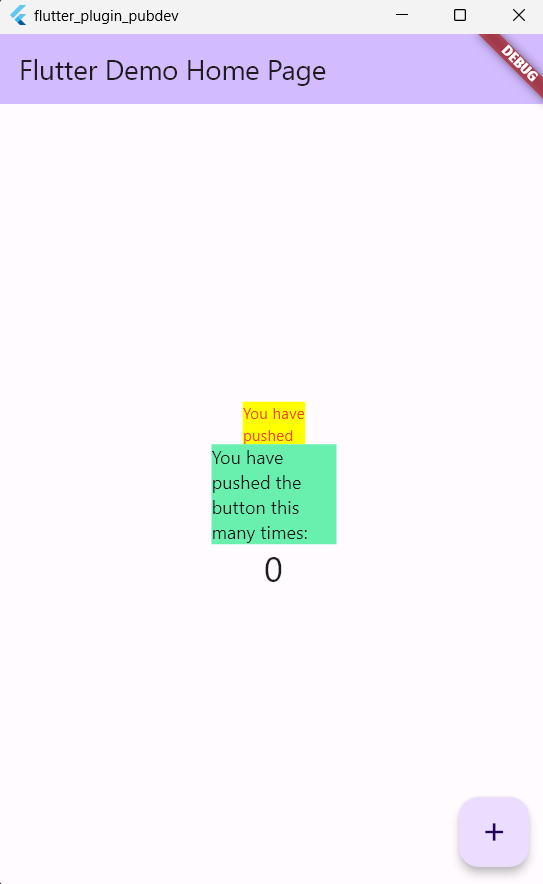 flutter_plugin_pubdev
Flutter Demo Home Page
DEBUG
You have
pushed
You have
pushed the
button this
many times:
0
+